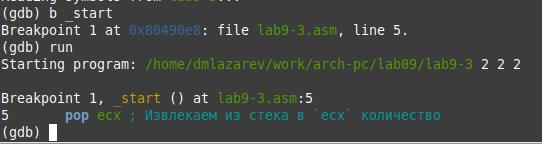 (gdb) b _start
Breakpoint 1 at 0x80490e8: file lab9-3.asm, line 5.
(gdb) run
Starting program: /home/dmlazarev/work/arch-pc/lab09/lab9-3 2 2 2
Breakpoint 1, _start () at lab9-3.asm:5
5 pop ecx ; Извлекаем из стека в `ecx` количество
(gdb)